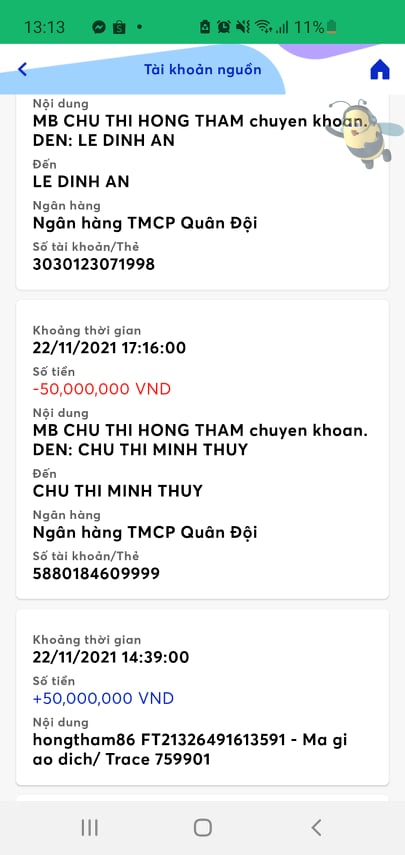 13:13
11%
Tài khoản nguồn
Nội dung
MB CHU THI HONG THAM chuyen khoan.
DEN: LE DINH AN
Đến
LE DINH AN
Ngân hàng
Ngân hàng TMCP Quân Đội
Số tài khoản/Thẻ
3030123071998
Khoảng thời gian
22/11/2021 17:16:00
Số tiền
-50,000,000 VND
Nội dung
MB CHU THI HONG THAM chuyen khoan.
DEN: CHU THI MINH THUY
Đến
CHU THI MINH THUY
Ngân hàng
Ngân hàng TMCP Quân Đội
Số tài khoản/Thẻ
5880184609999
Khoảng thời gian
22/11/2021 14:39:00
Số tiền
+50,000,000 VND
Nội dung
hongtham86 FT21326491613591 - Ma gi
ao dich/ Trace 759901